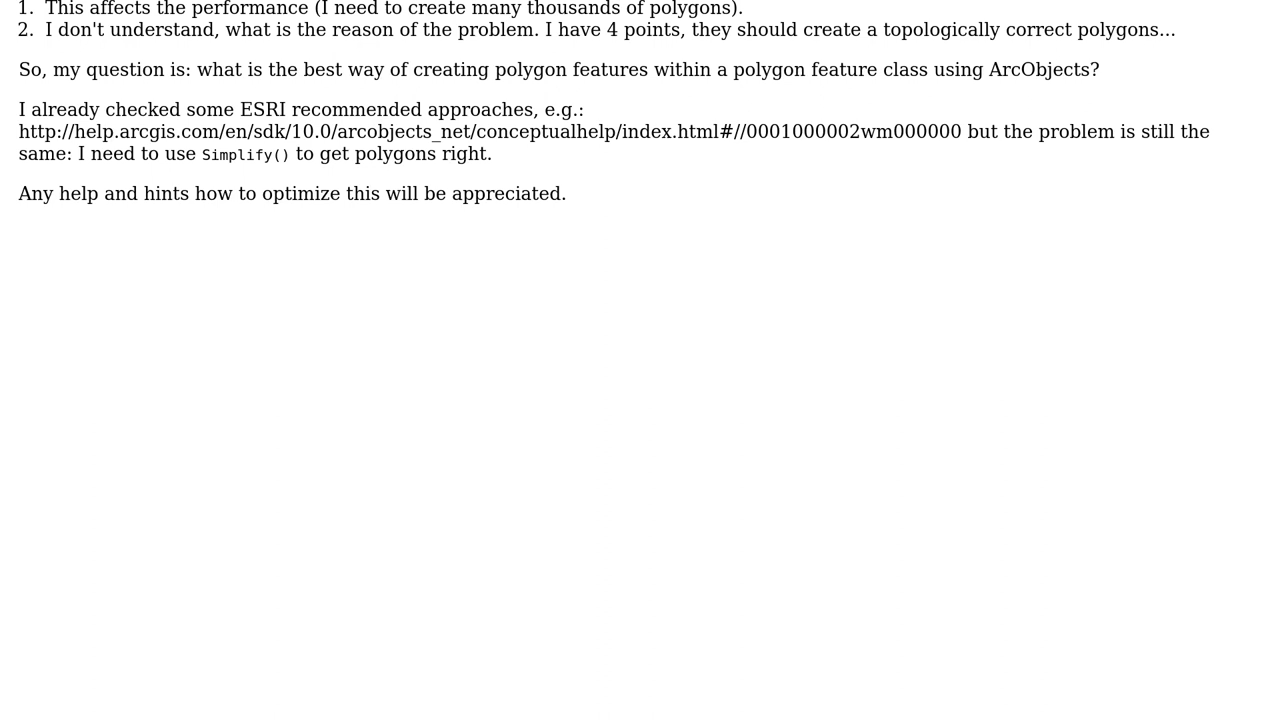 1. This affects the performance (I need to create many thousands of polygons).
2. I don't understand, what is the reason of the problem. I have 4 points, they should create a topologically correct polygons...
So, my question is: what is the best way of creating polygon features within a polygon feature class using ArcObjects?
I already checked some ESRI recommended approaches, e.g.:
http://help.arcgis.com/en/sdk/10.0/arcobjects_net/conceptualhelp/index.html#//0001000002wm000000 but the problem is still the
same: I need to use Simplify() to get polygons right.
Any help and hints how to optimize this will be appreciated.